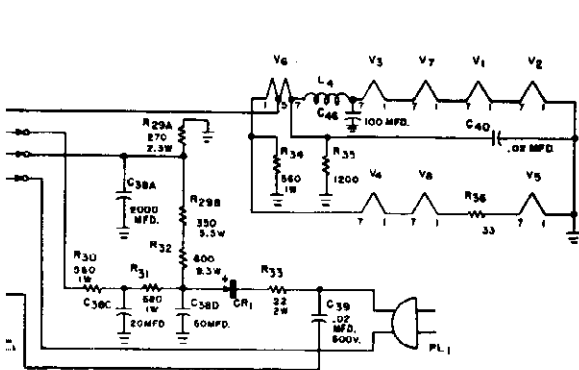 V6
L4
V3
V7
V1
V2
1
5
7
7
1
7
1
7
1
7
1
C46
100 MFD.
C40
.02 MFD.
R29A
270
2.3W
R34
560
1W
R35
1200
C38A
2000
MFD.
R29B
350
5.5W
V4
V8
R36
V5
7
1
7
1
33
7
1
R32
600
9.3W
R30
560
1W
R31
680
1W
+
CR1
R33
22
2W
C39
.02
MFD.
600V.
C38C
20MFD
C38D
60MFD.
PL1